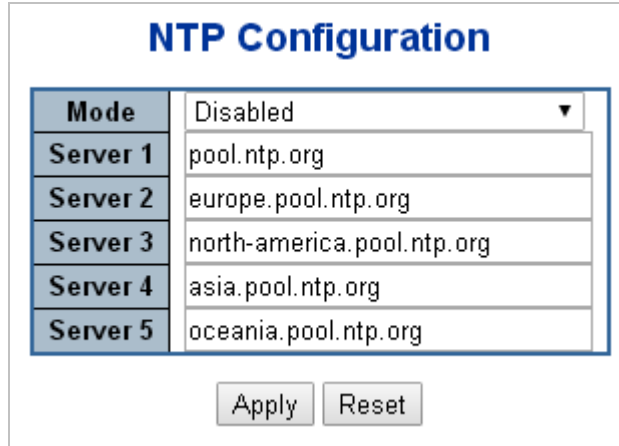 NTP Configuration
Mode Disabled
Server 1 pool.ntp.org
Server 2 europe.pool.ntp.org
Server 3 north-america.pool.ntp.org
Server 4 asia.pool.ntp.org
Server 5 oceania.pool.ntp.org
Apply Reset